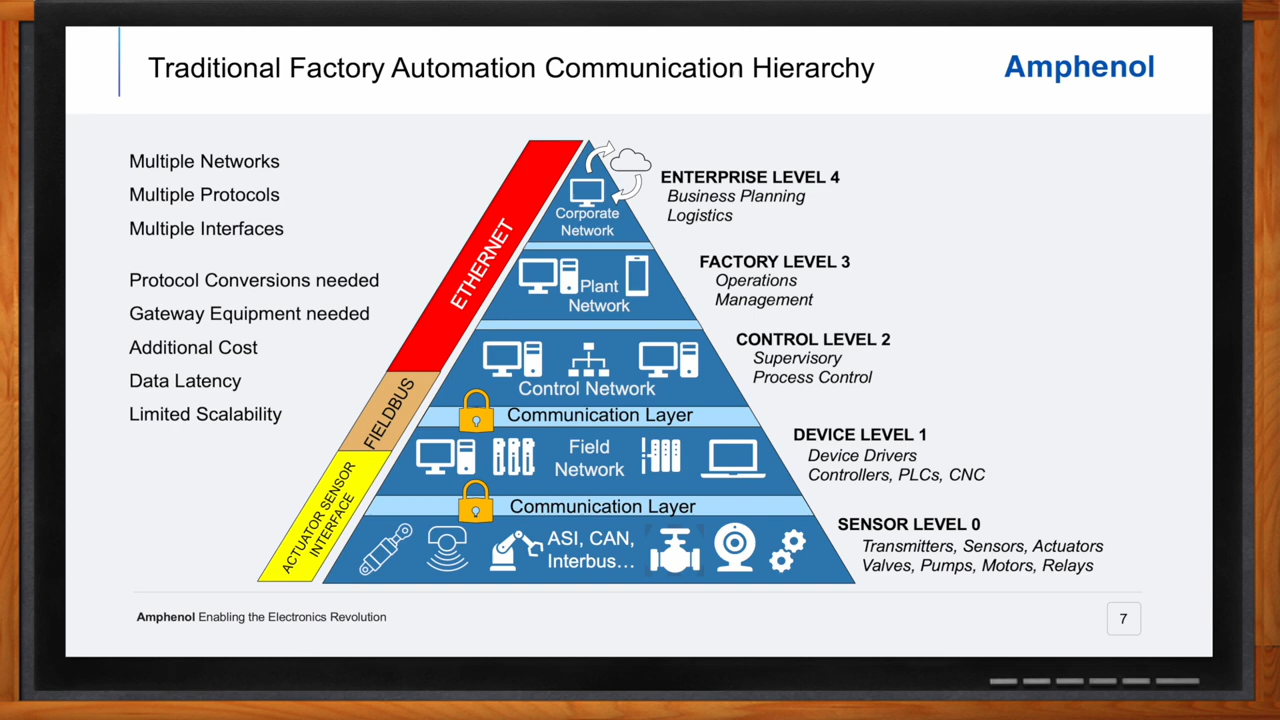 Traditional Factory Automation Communication Hierarchy
Amphenol
Multiple Networks
Multiple Protocols
Multiple Interfaces
Protocol Conversions needed
Gateway Equipment needed
Additional Cost
Data Latency
Limited Scalability
ETHERNET
FIELDBUS
ACTUATOR SENSOR
INTERFACE
Corporate
Network
Plant
Network
Control Network
Communication Layer
Field
Network
Communication Layer
ASI, CAN,
Interbus...
ENTERPRISE LEVEL 4
Business Planning
Logistics
FACTORY LEVEL 3
Operations
Management
CONTROL LEVEL 2
Supervisory
Process Control
DEVICE LEVEL 1
Device Drivers
Controllers, PLCs, CNC
SENSOR LEVEL 0
Transmitters, Sensors, Actuators
Valves, Pumps, Motors, Relays
Amphenol Enabling the Electronics Revolution
7